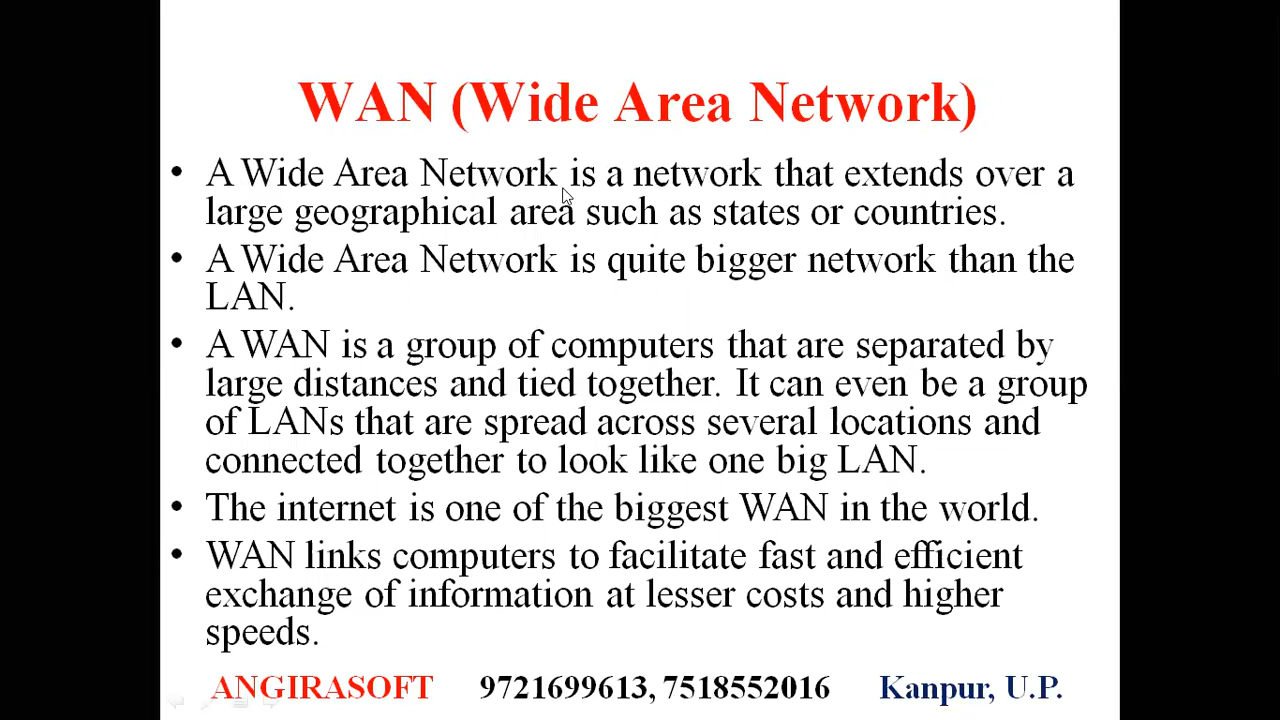 WAN (Wide Area Network)
• A Wide Area Network is a network that extends over a
large geographical area such as states or countries.
• A Wide Area Network is quite bigger network than the
LAN.
• A WAN is a group of computers that are separated by
large distances and tied together. It can even be a group
of LANs that are spread across several locations and
connected together to look like one big LAN.
• The internet is one of the biggest WAN in the world.
• WAN links computers to facilitate fast and efficient
exchange of information at lesser costs and higher
speeds.
ANGIRASOFT 9721699613, 7518552016 Kanpur, U.P.